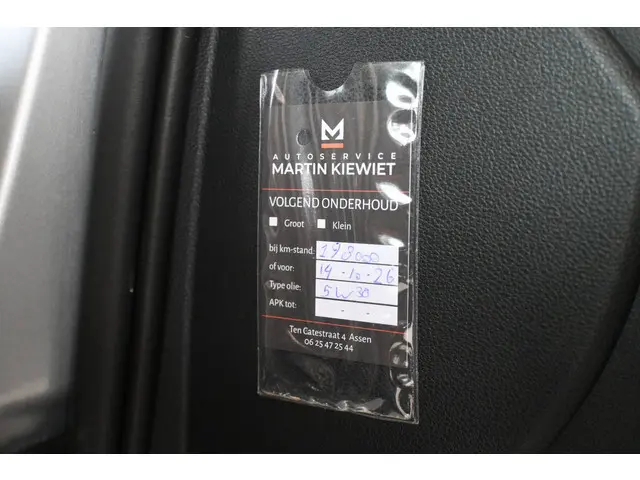 M
AUTOSERVICE
MARTIN KIEWIET
VOLGEND ONDERHOUD
Groot Klein
bij km-stand:
of voor: 14-10-26
Type olie: 5W30
APK tot: - -
Ten Catestraat 4 Assen
06 25 47 25 44